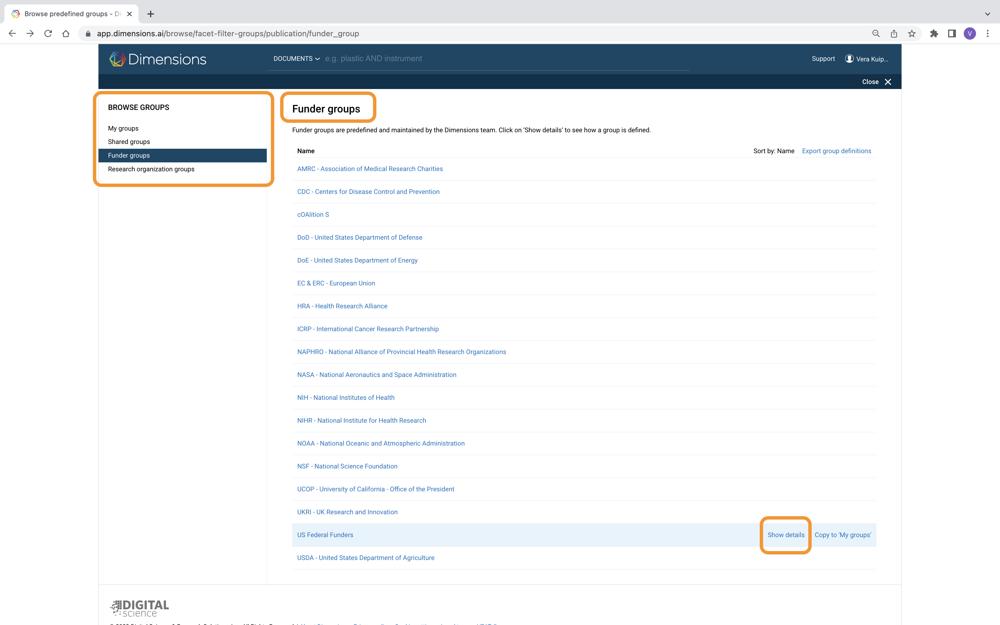 Browse predefined groups - Di
app.dimensions.ai/browse/facet-filter-groups/publication/funder_group
V
Dimensions
DOCUMENTS e.g. plastic AND instrument
Support Vera Kuip...
Close
BROWSE GROUPS
My groups
Shared groups
Funder groups
Research organization groups
Funder groups
Funder groups are predefined and maintained by the Dimensions team. Click on ‘Show details‘ to see how a group is defined.
Name Sort by: Name Export group definitions
AMRC - Association of Medical Research Charities
CDC - Centers for Disease Control and Prevention
cOAlition S
DoD - United States Department of Defense
DoE - United States Department of Energy
EC & ERC - European Union
HRA - Health Research Alliance
ICRP - International Cancer Research Partnership
NAPHRO - National Alliance of Provincial Health Research Organizations
NASA - National Aeronautics and Space Administration
NIH - National Institutes of Health
NIHR - National Institute for Health Research
NOAA - National Oceanic and Atmospheric Administration
NSF - National Science Foundation
UCOP - University of California - Office of the President
UKRI - UK Research and Innovation
US Federal Funders Show details Copy to 'My groups'
USDA - United States Department of Agriculture
DIGITAL
science